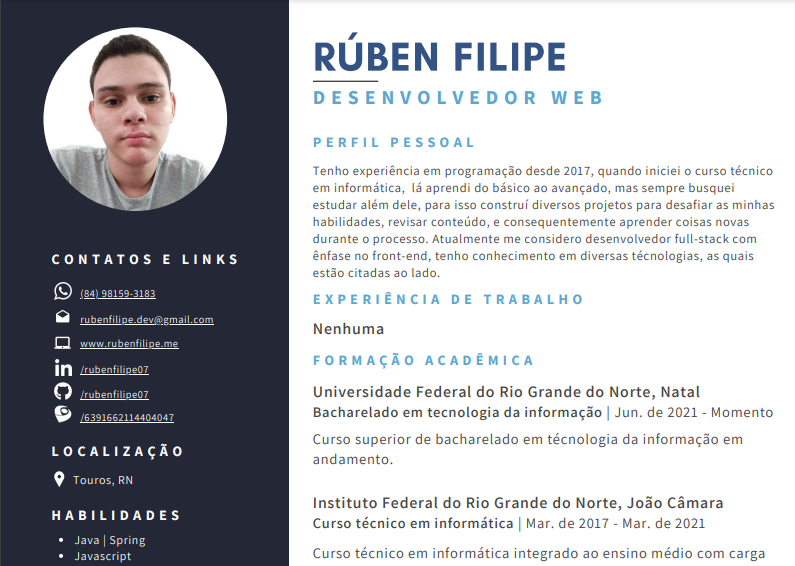 RÚBEN FILIPE
DESENVOLVEDOR WEB
PERFIL PESSOAL
Tenho experiência em programação desde 2017, quando iniciei o curso técnico
em informática, lá aprendi do básico ao avançado, mas sempre busquei
estudar além dele, para isso construí diversos projetos para desafiar as minhas
habilidades, revisar conteúdo, e consequentemente aprender coisas novas
durante o processo. Atualmente me considero desenvolvedor full-stack com
ênfase no front-end, tenho conhecimento em diversas técnologias, as quais
estão citadas ao lado.
EXPERIÊNCIA DE TRABALHO
Nenhuma
FORMAÇÃO ACADÊMICA
Universidade Federal do Rio Grande do Norte, Natal
Bacharelado em tecnologia da informação | Jun. de 2021 - Momento
Curso superior de bacharelado em técnologia da informação em
andamento.
Instituto Federal do Rio Grande do Norte, João Câmara
Curso técnico em informática | Mar. de 2017 - Mar. de 2021
Curso técnico em informática integrado ao ensino médio com carga
CONTATOS E LINKS
(84) 98159-3183
rubenfilipe.dev@gmail.com
www.rubenfilipe.me
/rubenfilipe07
/rubenfilipe07
/6391662114404047
LOCALIZAÇÃO
Touros, RN
HABILIDADES
• Java | Spring
• Javascript